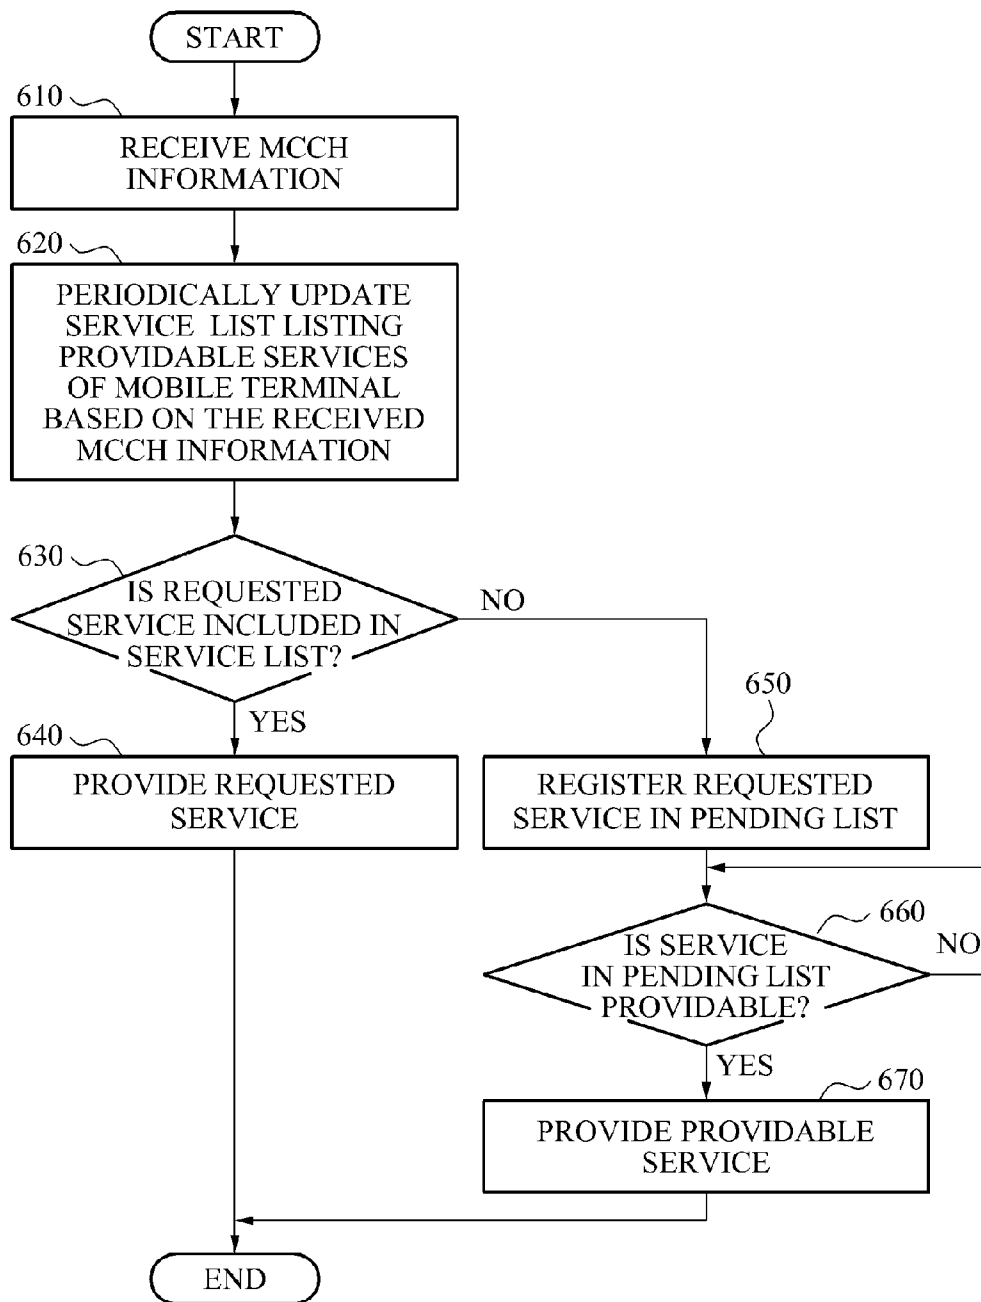 START
610
RECEIVE MCCH
INFORMATION
620
PERIODICALLY UPDATE
SERVICE LIST LISTING
PROVIDABLE SERVICES
OF MOBILE TERMINAL
BASED ON THE RECEIVED
MCCH INFORMATION
630
IS REQUESTED
SERVICE INCLUDED IN
SERVICE LIST?
NO
YES
640
PROVIDE REQUESTED
SERVICE
650
REGISTER REQUESTED
SERVICE IN PENDING LIST
660
IS SERVICE
IN PENDING LIST
PROVIDABLE?
NO
YES
670
PROVIDE PROVIDABLE
SERVICE
END